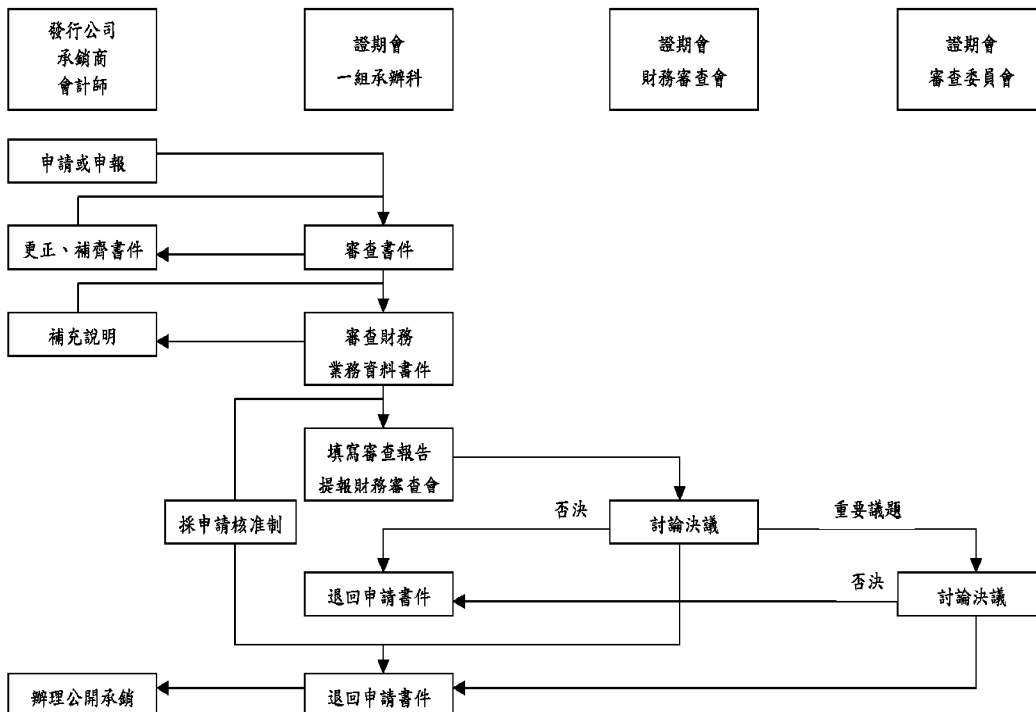 發行公司
承銷商
會計師
證期會
一組承辦科
證期會
財務審查會
證期會
審查委員會
申請或申報
更正、補齊書件
審查書件
補充說明
審查財務
業務資料書件
填寫審查報告
提報財務審查會
採申請核准制
否決
討論決議
重要議題
退回申請書件
否決
討論決議
辦理公開承銷
退回申請書件